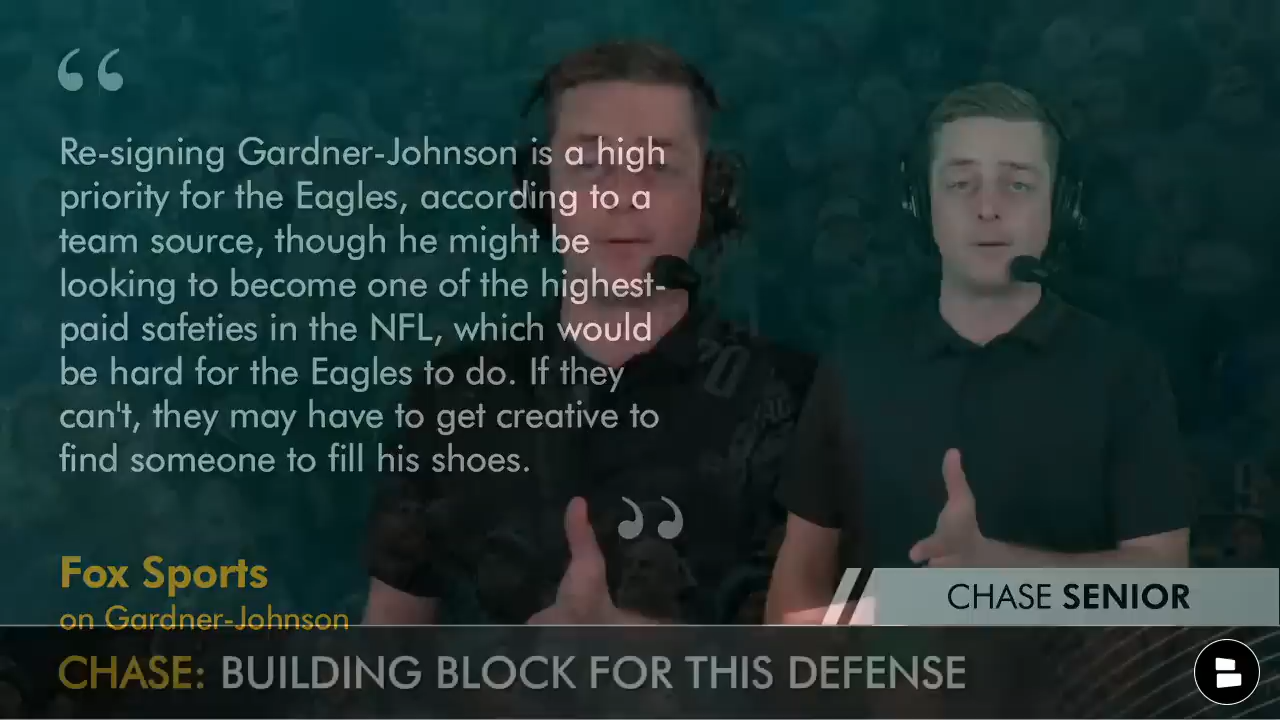 “
Re-signing Gardner-Johnson is a high
priority for the Eagles, according to a
team source, though he might be
looking to become one of the highest-
paid safeties in the NFL, which would
be hard for the Eagles to do. If they
can't, they may have to get creative to
find someone to fill his shoes.
”
Fox Sports
on Gardner-Johnson
CHASE SENIOR
CHASE: BUILDING BLOCK FOR THIS DEFENSE